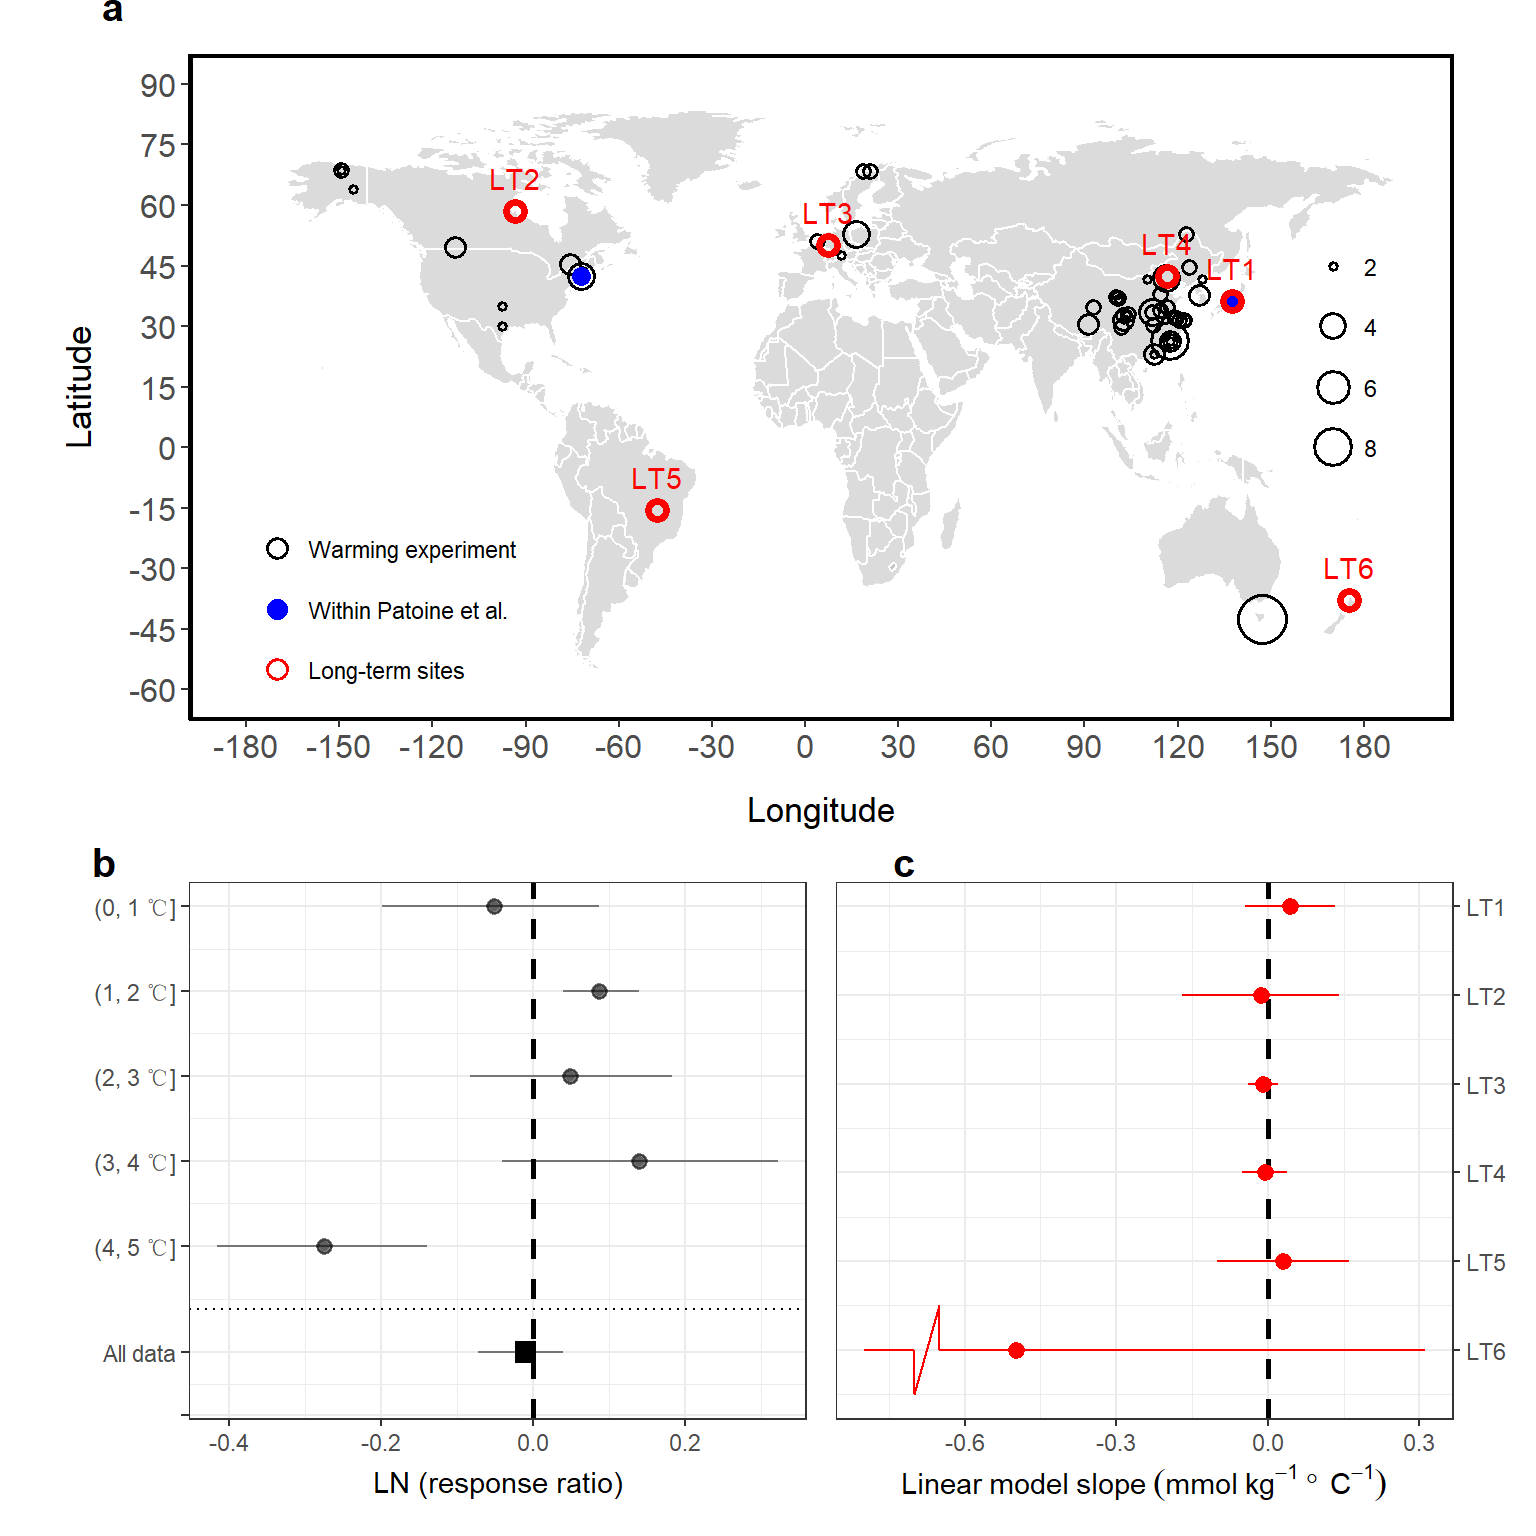 a
90
75
60
45
30
15
0
-15
-30
-45
-60
Latitude
LT2
LT3
LT4
LT1
LT5
LT6
2
4
6
8
Warming experiment
Within Patoine et al.
Long-term sites
-180 -150 -120 -90 -60 -30 0 30 60 90 120 150 180
Longitude
b
(0, 1 ℃]
(1, 2 ℃]
(2, 3 ℃]
(3, 4 ℃]
(4, 5 ℃]
All data
-0.4 -0.2 0.0 0.2
LN (response ratio)
c
LT1
LT2
LT3
LT4
LT5
LT6
-0.6 -0.3 0.0 0.3
Linear model slope (mmol kg⁻¹ ° C⁻¹)